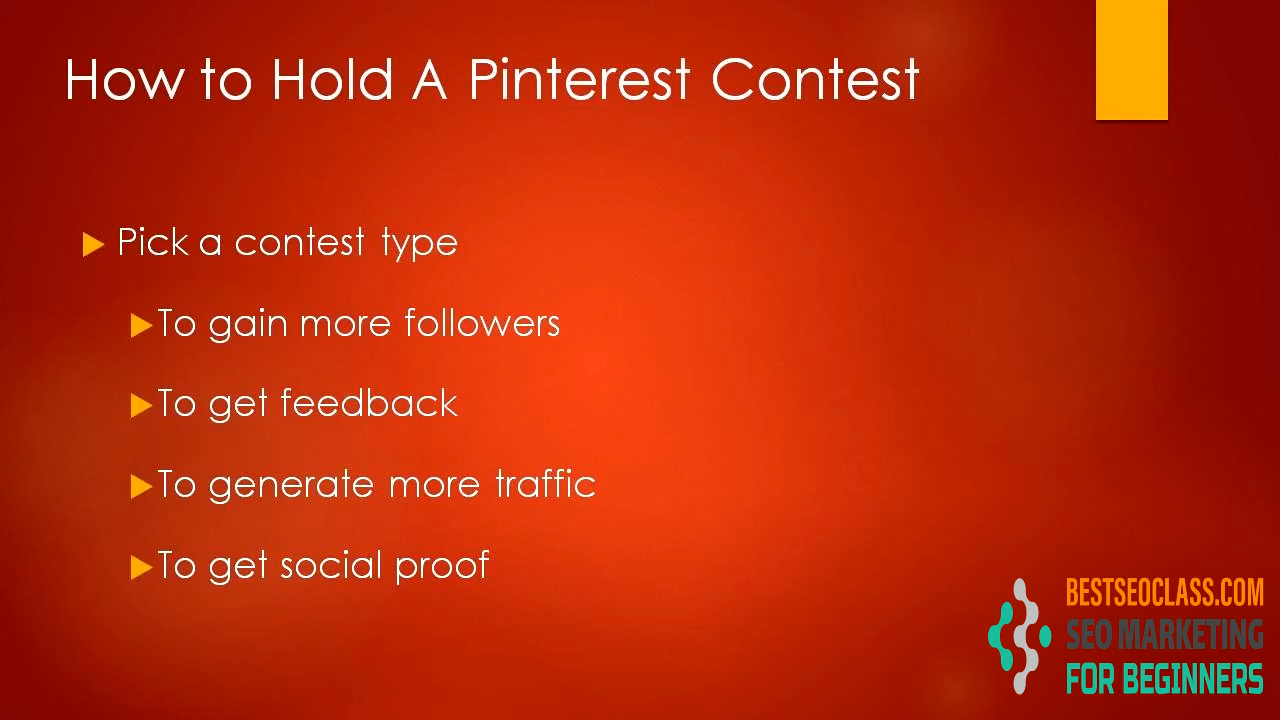 How to Hold A Pinterest Contest
Pick a contest type
To gain more followers
To get feedback
To generate more traffic
To get social proof
BESTSEOCLASS.COM
SEO MARKETING
FOR BEGINNERS